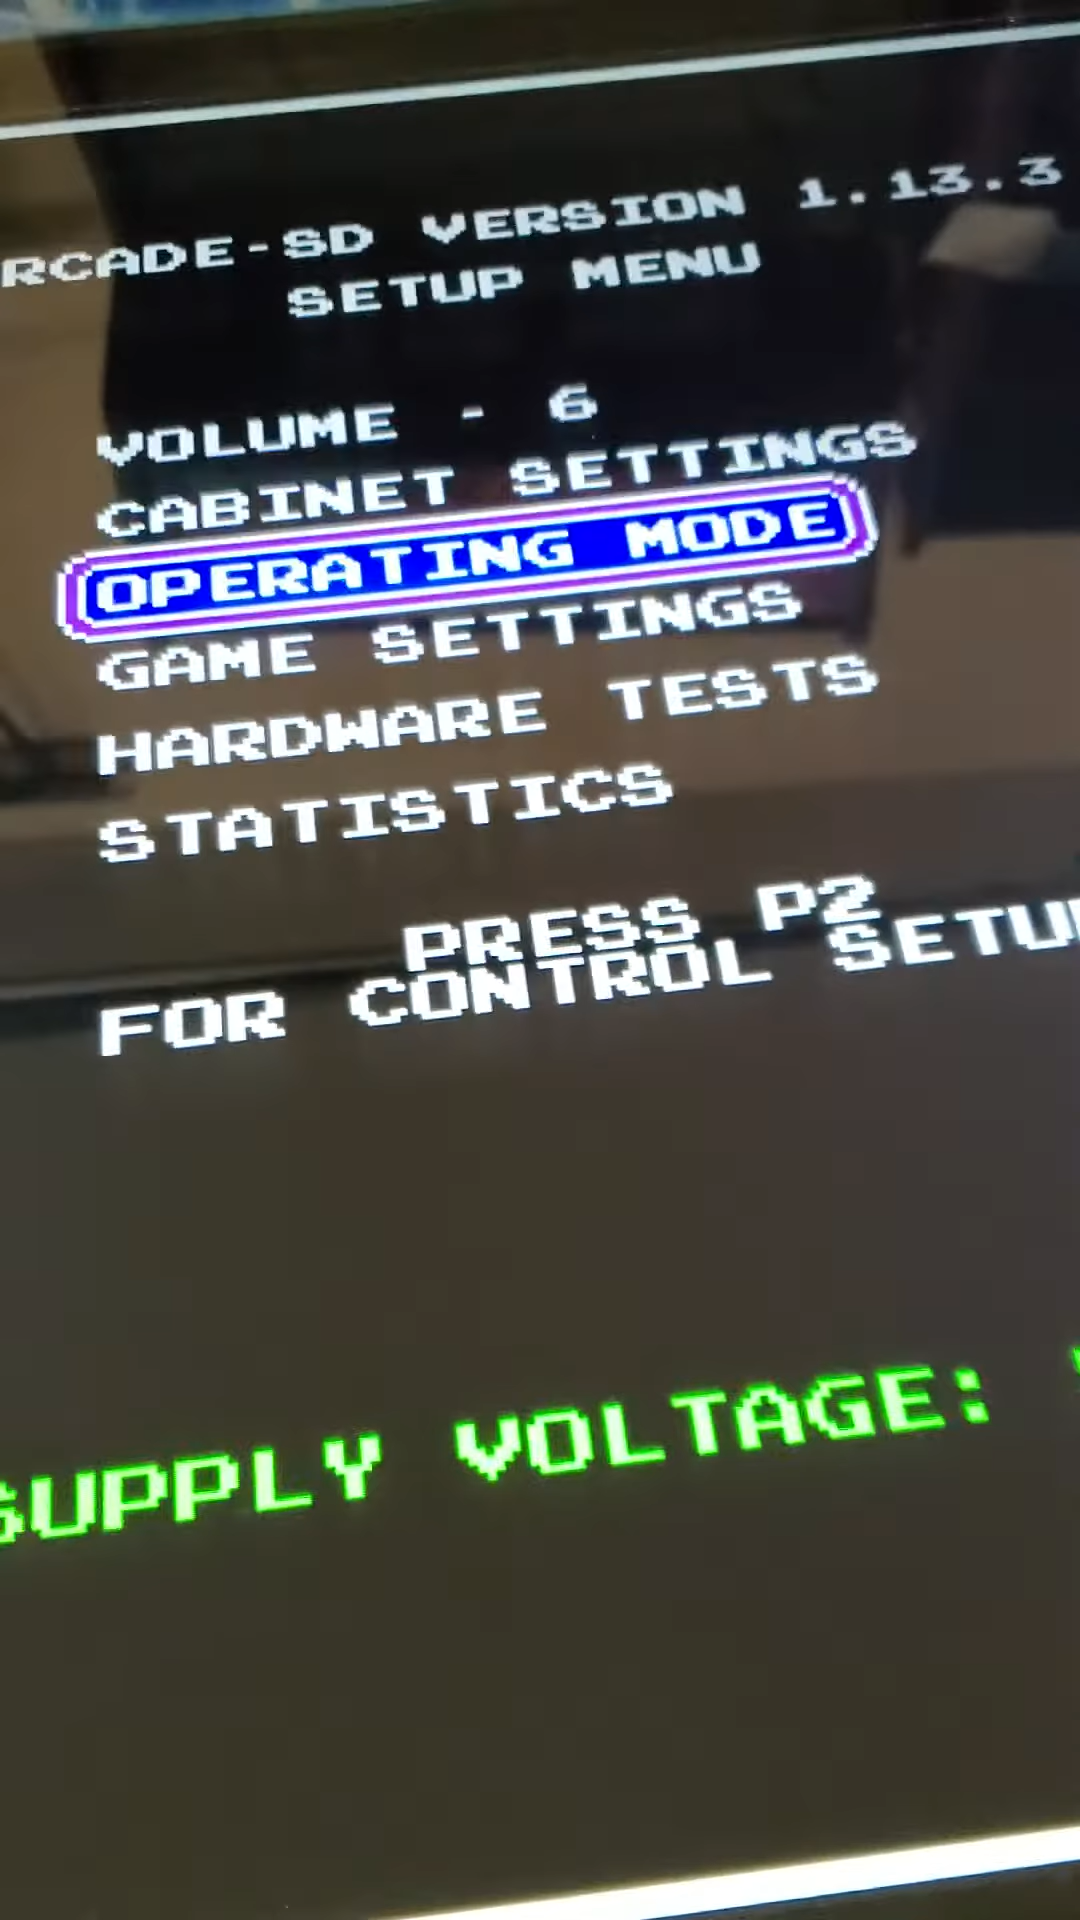 RCADE-SD VERSION 1.13.3
SETUP MENU
VOLUME - 6
CABINET SETTINGS
OPERATING MODE
GAME SETTINGS
HARDWARE TESTS
STATISTICS
PRESS P2
FOR CONTROL SETU
SUPPLY VOLTAGE: